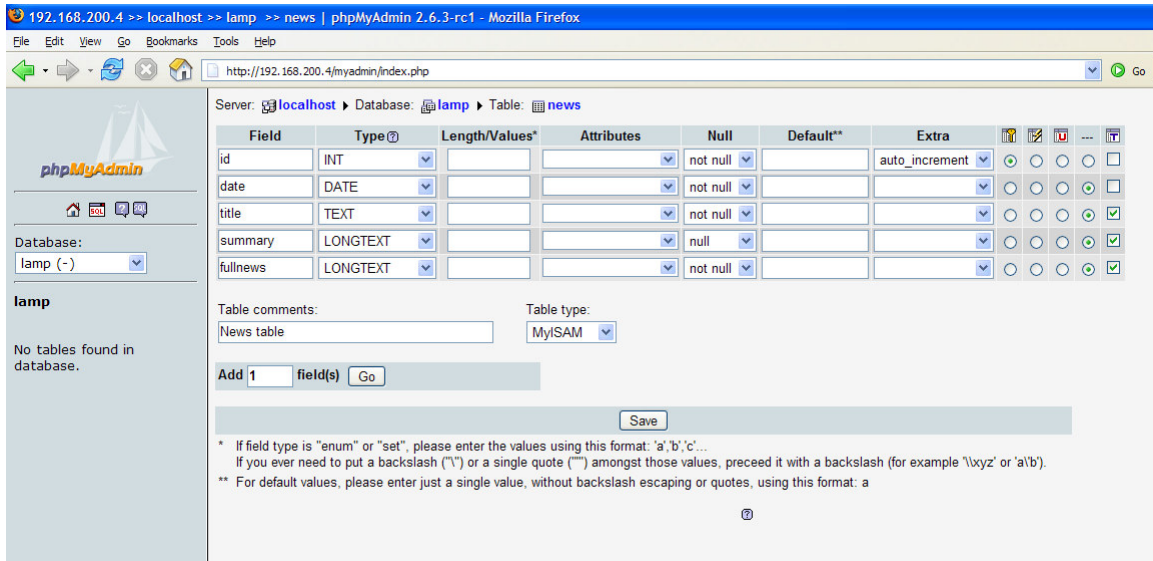 192.168.200.4 >> localhost >> lamp >> news | phpMyAdmin 2.6.3-rc1 - Mozilla Firefox
File Edit View Go Bookmarks Tools Help
http://192.168.200.4/myadmin/index.php Go
phpMyAdmin
SQL
Database:
lamp (-)
lamp
No tables found in
database.
Server: localhost Database: lamp Table: news
Field Type Length/Values* Attributes Null Default** Extra U --- T
id INT not null auto_increment
date DATE not null
title TEXT not null
summary LONGTEXT null
fullnews LONGTEXT not null
Table comments: Table type:
News table MyISAM
Add 1 field(s) Go
Save
* If field type is "enum" or "set", please enter the values using this format: 'a','b','c'...
If you ever need to put a backslash ("\") or a single quote ("'") amongst those values, preceed it with a backslash (for example '\\xyz' or 'a\'b').
** For default values, please enter just a single value, without backslash escaping or quotes, using this format: a